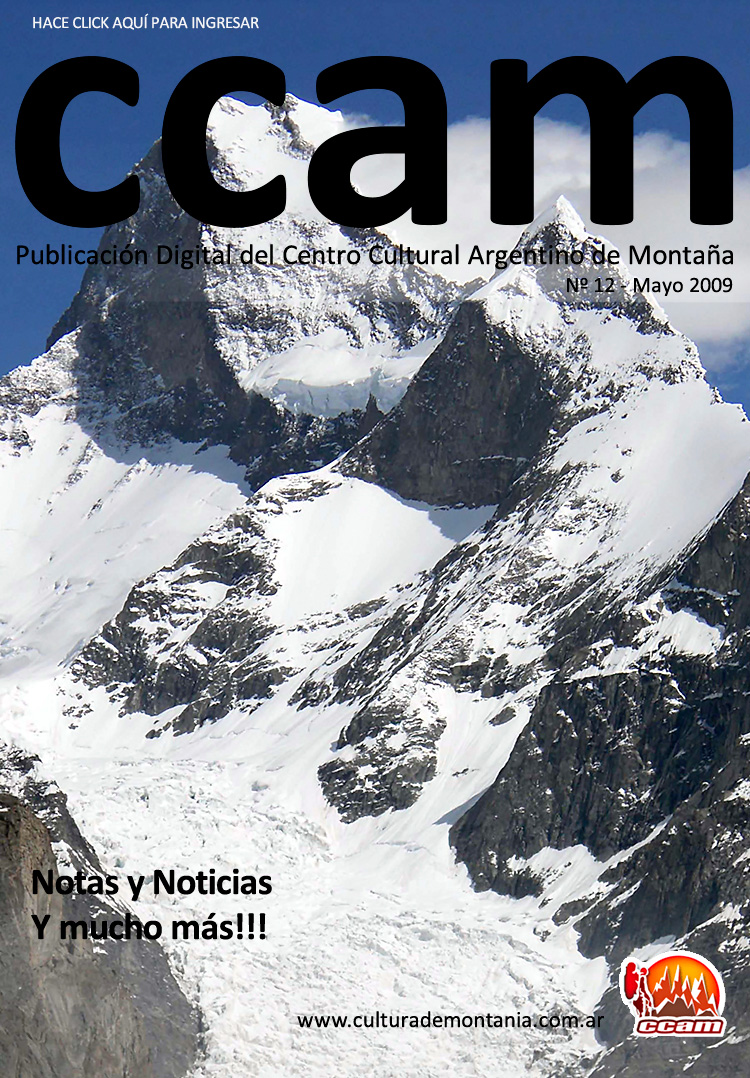 HACE CLICK AQUÍ PARA INGRESAR
ccam
Publicación Digital del Centro Cultural Argentino de Montaña
Nº 12 - Mayo 2009
Notas y Noticias
Y mucho más!!!
www.culturademontania.com.ar
ccam